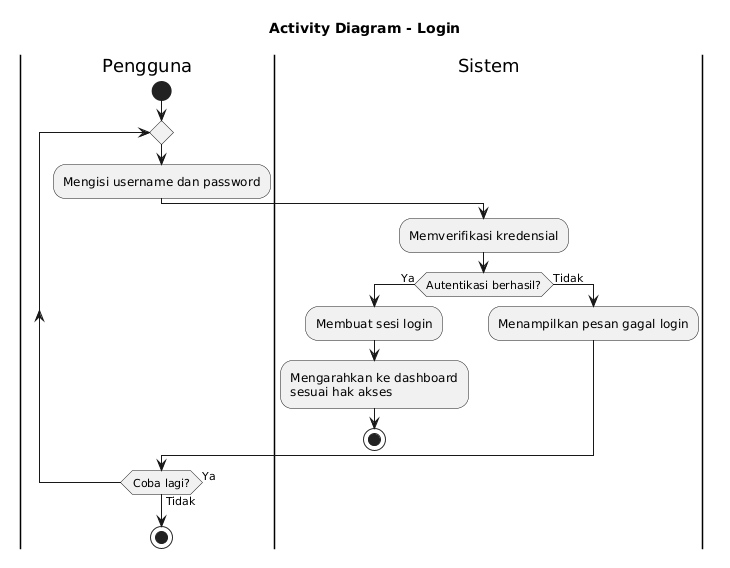 Activity Diagram - Login
Pengguna
Sistem
Mengisi username dan password
Memverifikasi kredensial
Ya
Autentikasi berhasil?
Tidak
Membuat sesi login
Menampilkan pesan gagal login
Mengarahkan ke dashboard
sesuai hak akses
Coba lagi?
Ya
Tidak